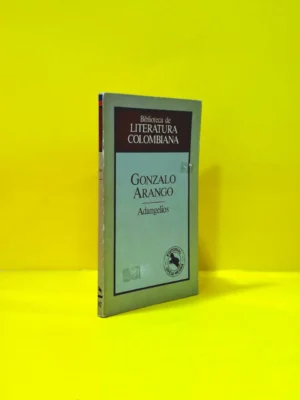 Biblioteca de
LITERATURA
COLOMBIANA
GONZALO
ARANGO
Adangelios